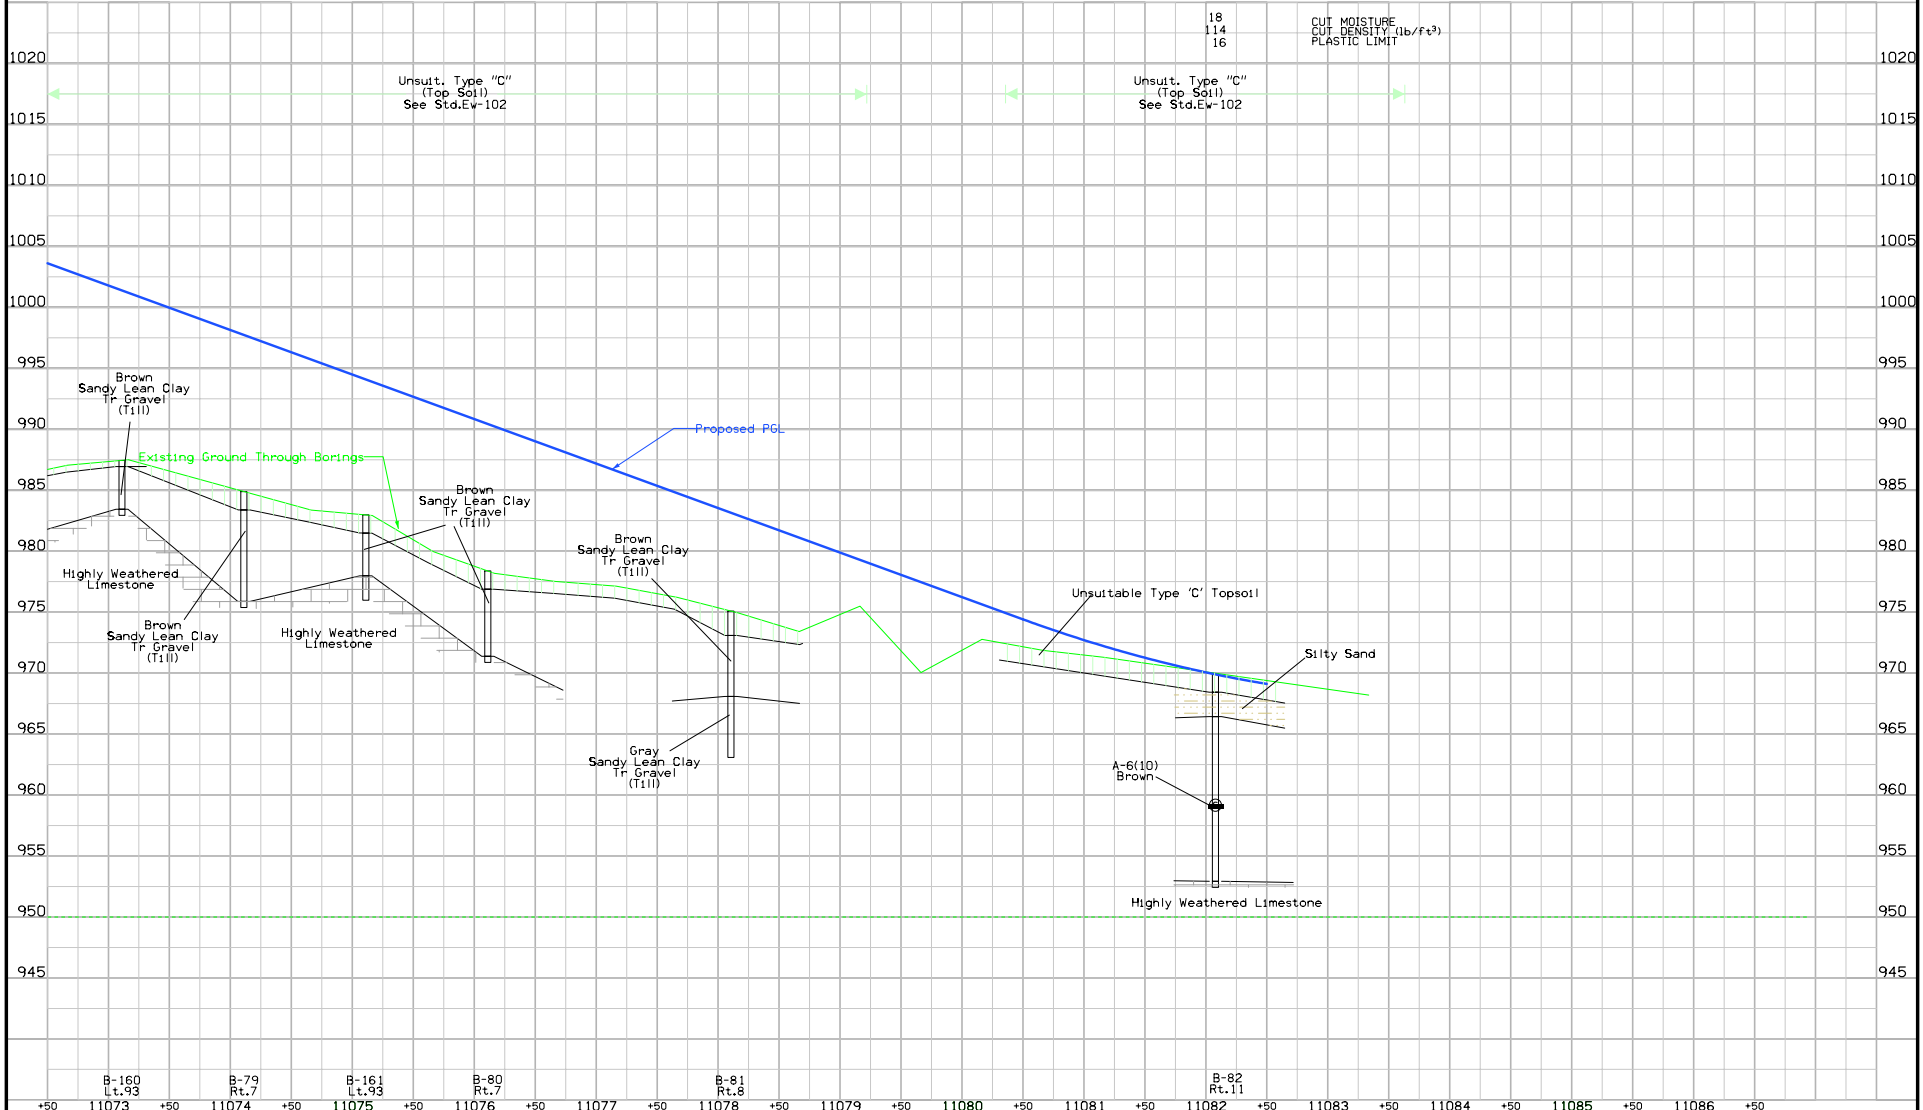 18
114
16
CUT MOISTURE
CUT DENSITY (lb/ft³)
PLASTIC LIMIT
1020 1020
Unsuit. Type "C"
(Top Soil)
See Std.Ew-102
Unsuit. Type "C"
(Top Soil)
See Std.Ew-102
1015 1015
1010 1010
1005 1005
1000 1000
995 995
Brown
Sandy Lean Clay
Tr Gravel
(Till)
990 990
Proposed PGL
Existing Ground Through Borings
985 985
Brown
Sandy Lean Clay
Tr Gravel
(Till)
Brown
Sandy Lean Clay
Tr Gravel
(Till)
980 980
Highly Weathered
Limestone
Unsuitable Type 'C' Topsoil
975 975
Brown
Sandy Lean Clay
Tr Gravel
(Till)
Highly Weathered
Limestone
Silty Sand
970 970
965 965
Gray
Sandy Lean Clay
Tr Gravel
(Till)
A-6(10)
Brown
960 960
955 955
Highly Weathered Limestone
950 950
945 945
B-160
Lt.93
B-79
Rt.7
B-161
Lt.93
B-80
Rt.7
B-81
Rt.8
B-82
Rt.11
+50 11073 +50 11074 +50 11075 +50 11076 +50 11077 +50 11078 +50 11079 +50 11080 +50 11081 +50 11082 +50 11083 +50 11084 +50 11085 +50 11086 +50